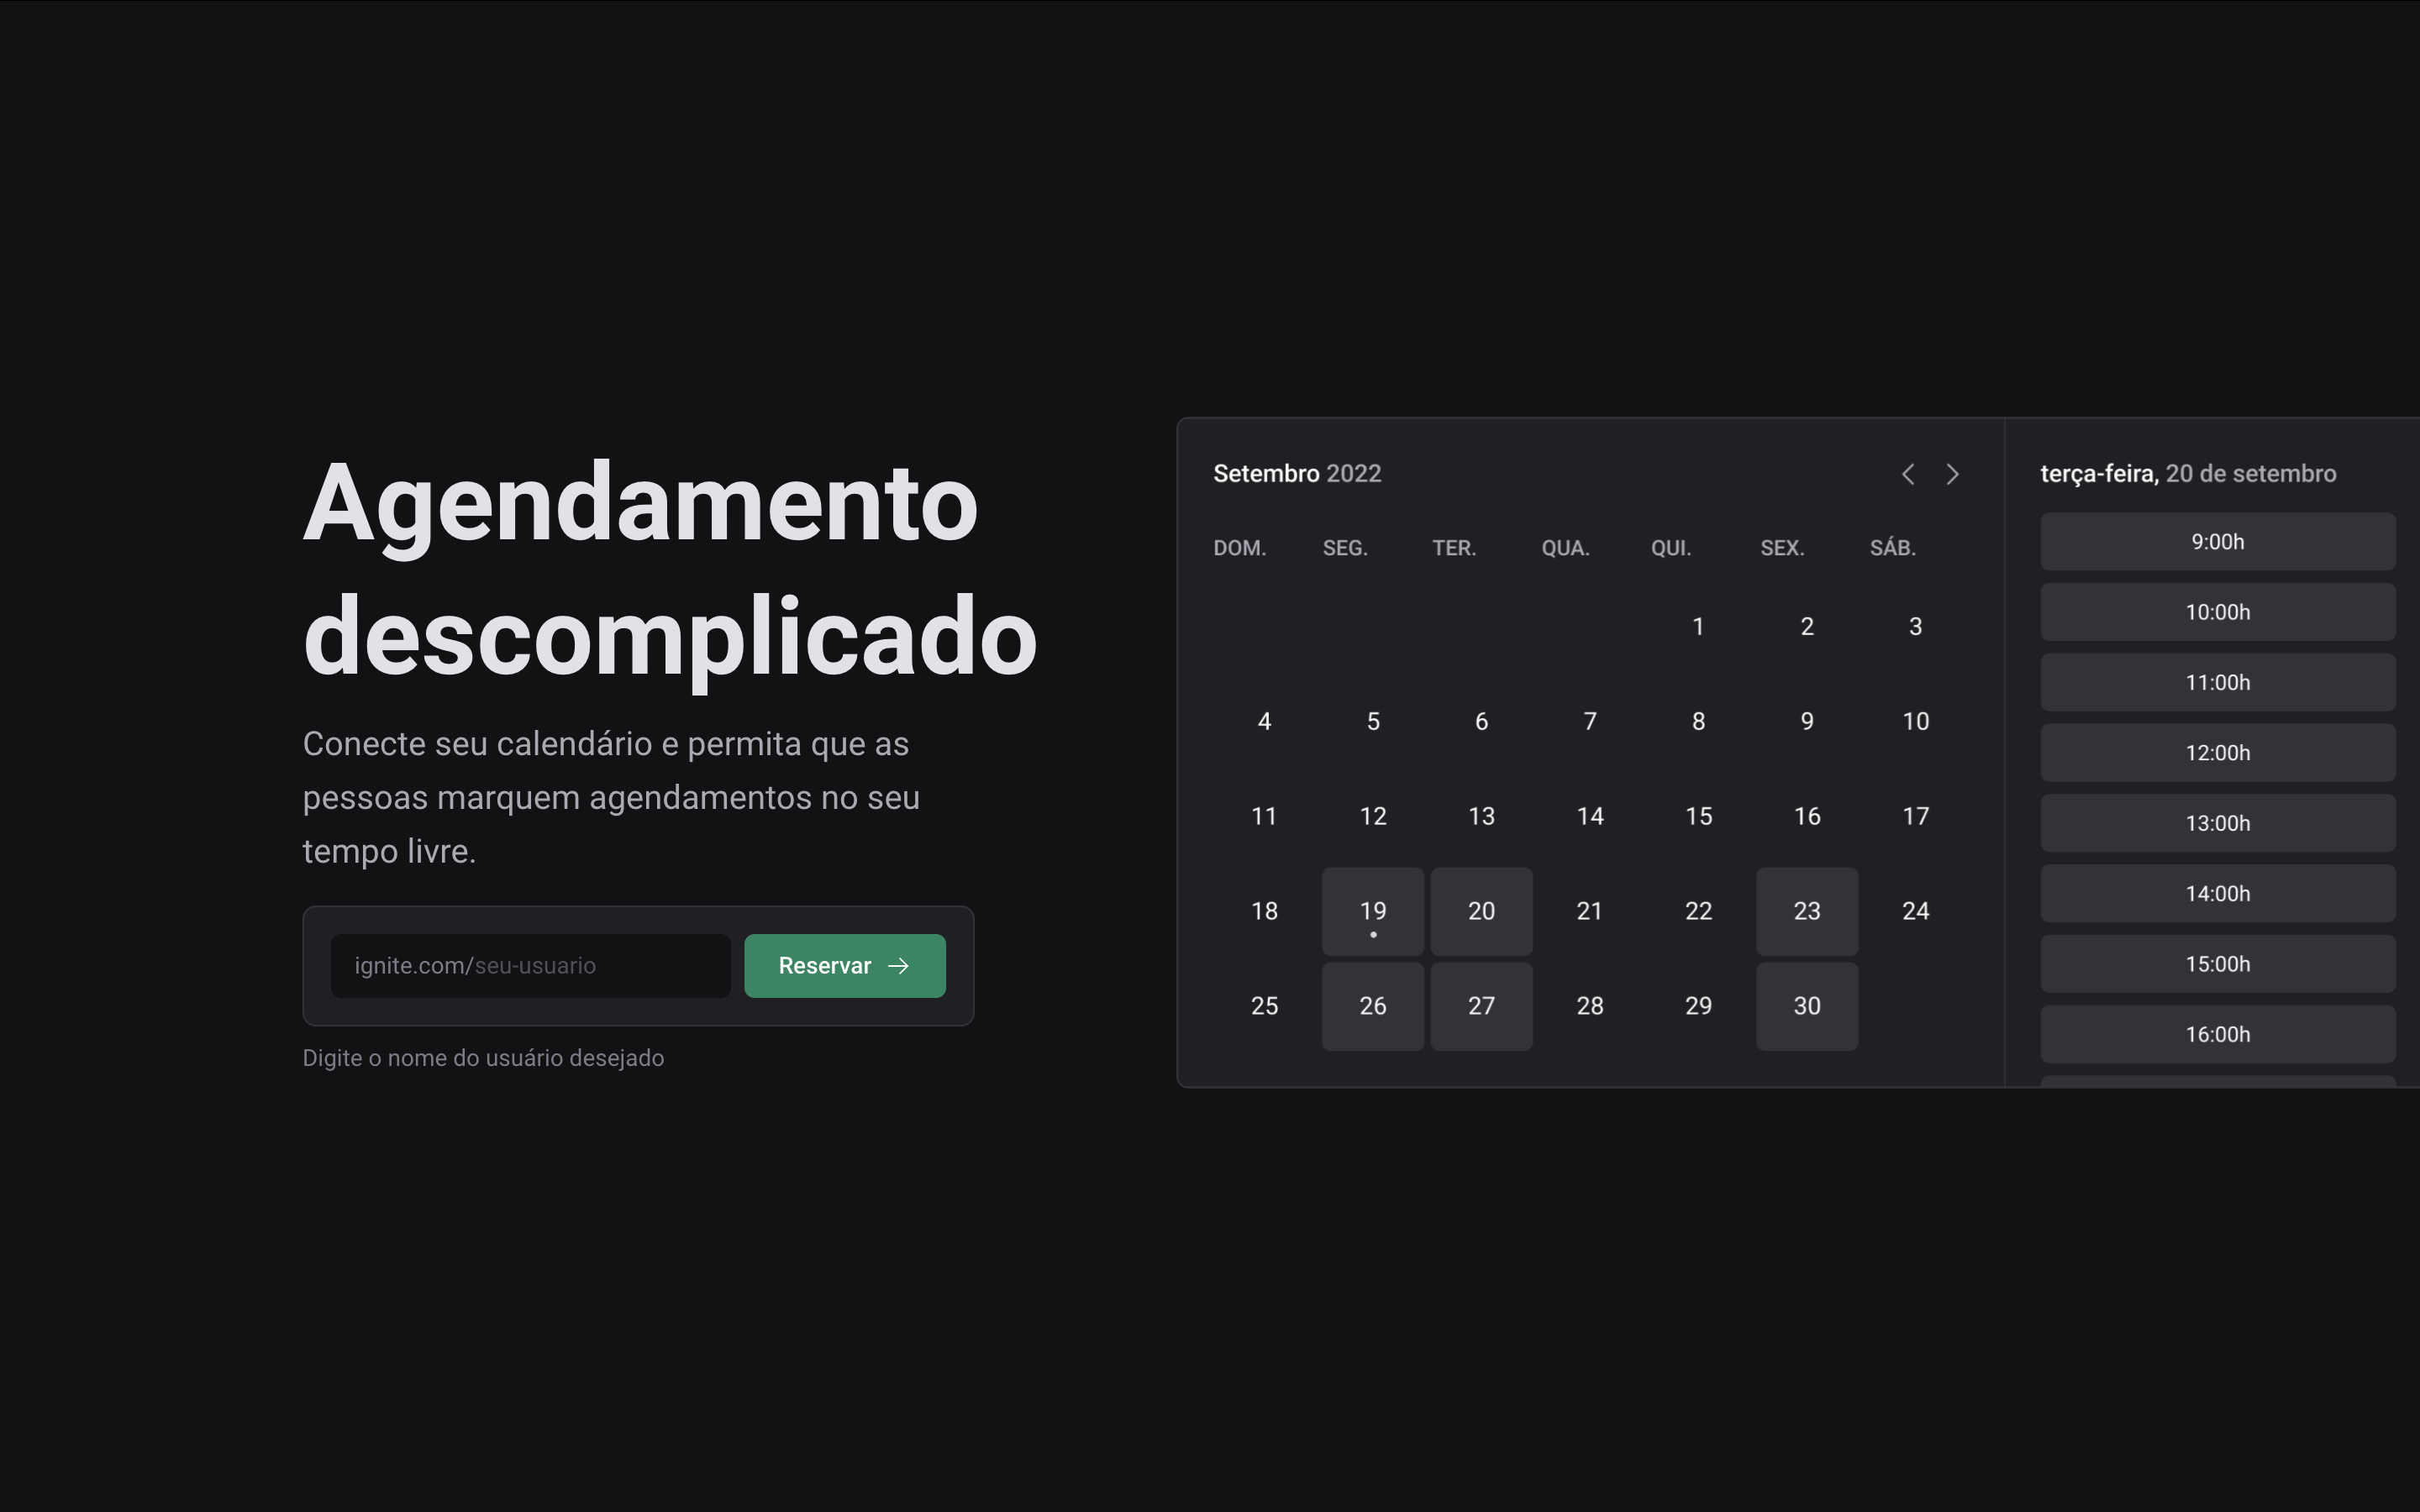 Agendamento
descomplicado
Conecte seu calendário e permita que as
pessoas marquem agendamentos no seu
tempo livre.
ignite.com/seu-usuario
Reservar →
Digite o nome do usuário desejado
Setembro 2022
DOM. SEG. TER. QUA. QUI. SEX. SÁB.
1 2 3
4 5 6 7 8 9 10
11 12 13 14 15 16 17
18 19 20 21 22 23 24
25 26 27 28 29 30
terça-feira, 20 de setembro
9:00h
10:00h
11:00h
12:00h
13:00h
14:00h
15:00h
16:00h